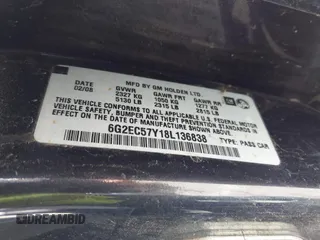 MFD BY GM HOLDEN LTD.
02/08 GVWR GAWR FRT GAWR RR
2327 KG 1050 KG 1277 KG
5130 LB 2315 LB 2815 LB
THIS VEHICLE CONFORMS TO ALL APPLICABLE U.S. FEDERAL MOTOR
VEHICLE SAFETY, BUMPER, AND THEFT PREVENTION STANDARDS
IN EFFECT ON THE DATE OF MANUFACTURE SHOWN ABOVE.
6G2EC57Y18L136838
TYPE: PASS CAR
DREAMBID